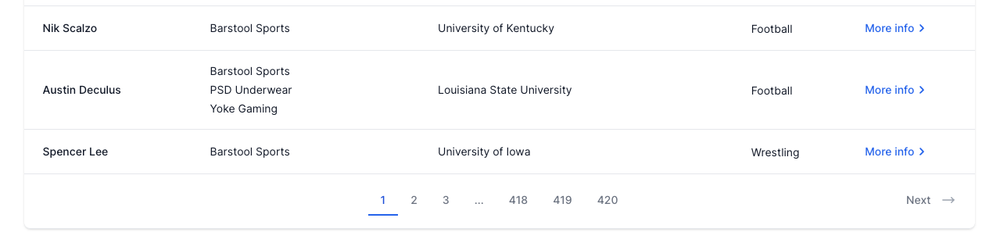 Nik Scalzo Barstool Sports University of Kentucky Football More info
Barstool Sports
Austin Deculus PSD Underwear Louisiana State University Football More info
Yoke Gaming
Spencer Lee Barstool Sports University of Iowa Wrestling More info
1 2 3 ... 418 419 420 Next →